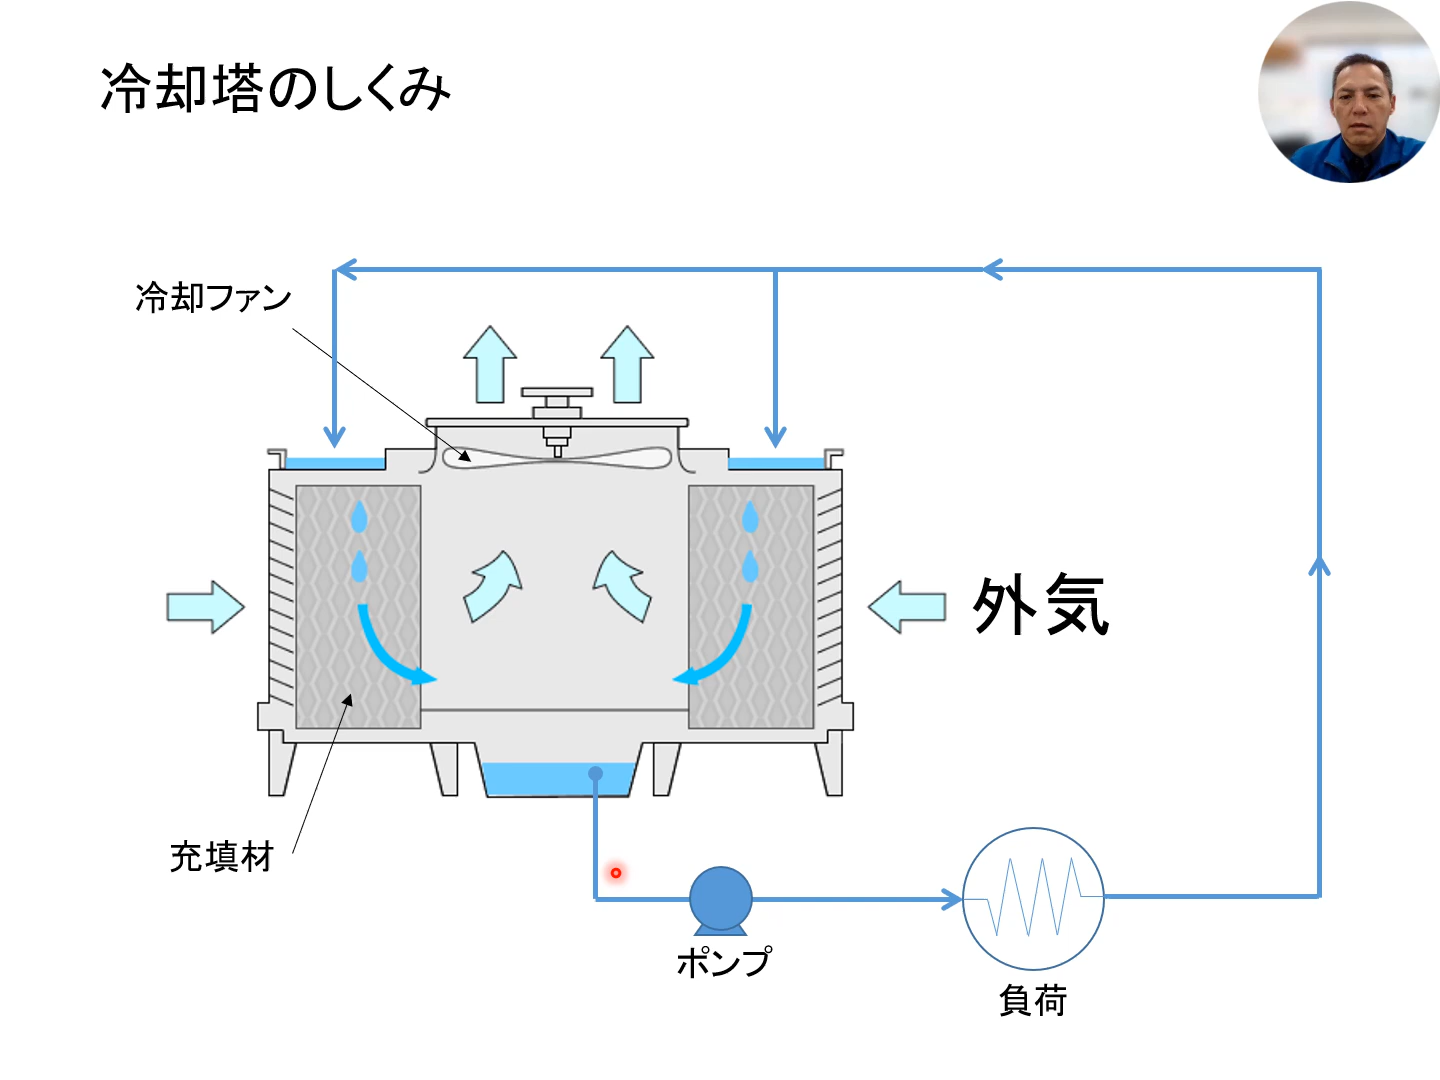 冷却塔のしくみ
冷却ファン
外気
充填材
ポンプ
負荷